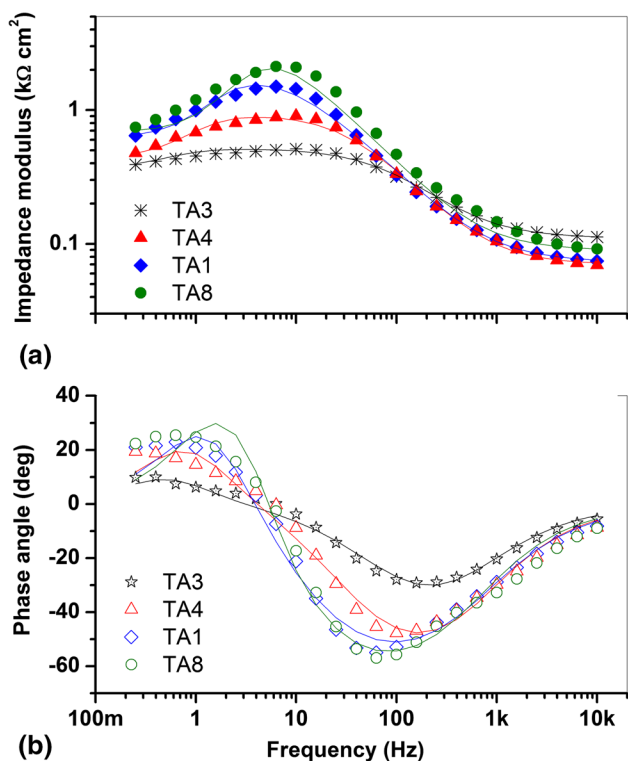 (a)
Impedance modulus (kΩ cm²)
1
0.1
TA3
TA4
TA1
TA8
(b)
Phase angle (deg)
40
20
0
-20
-40
-60
TA3
TA4
TA1
TA8
100m 1 10 100 1k 10k
Frequency (Hz)